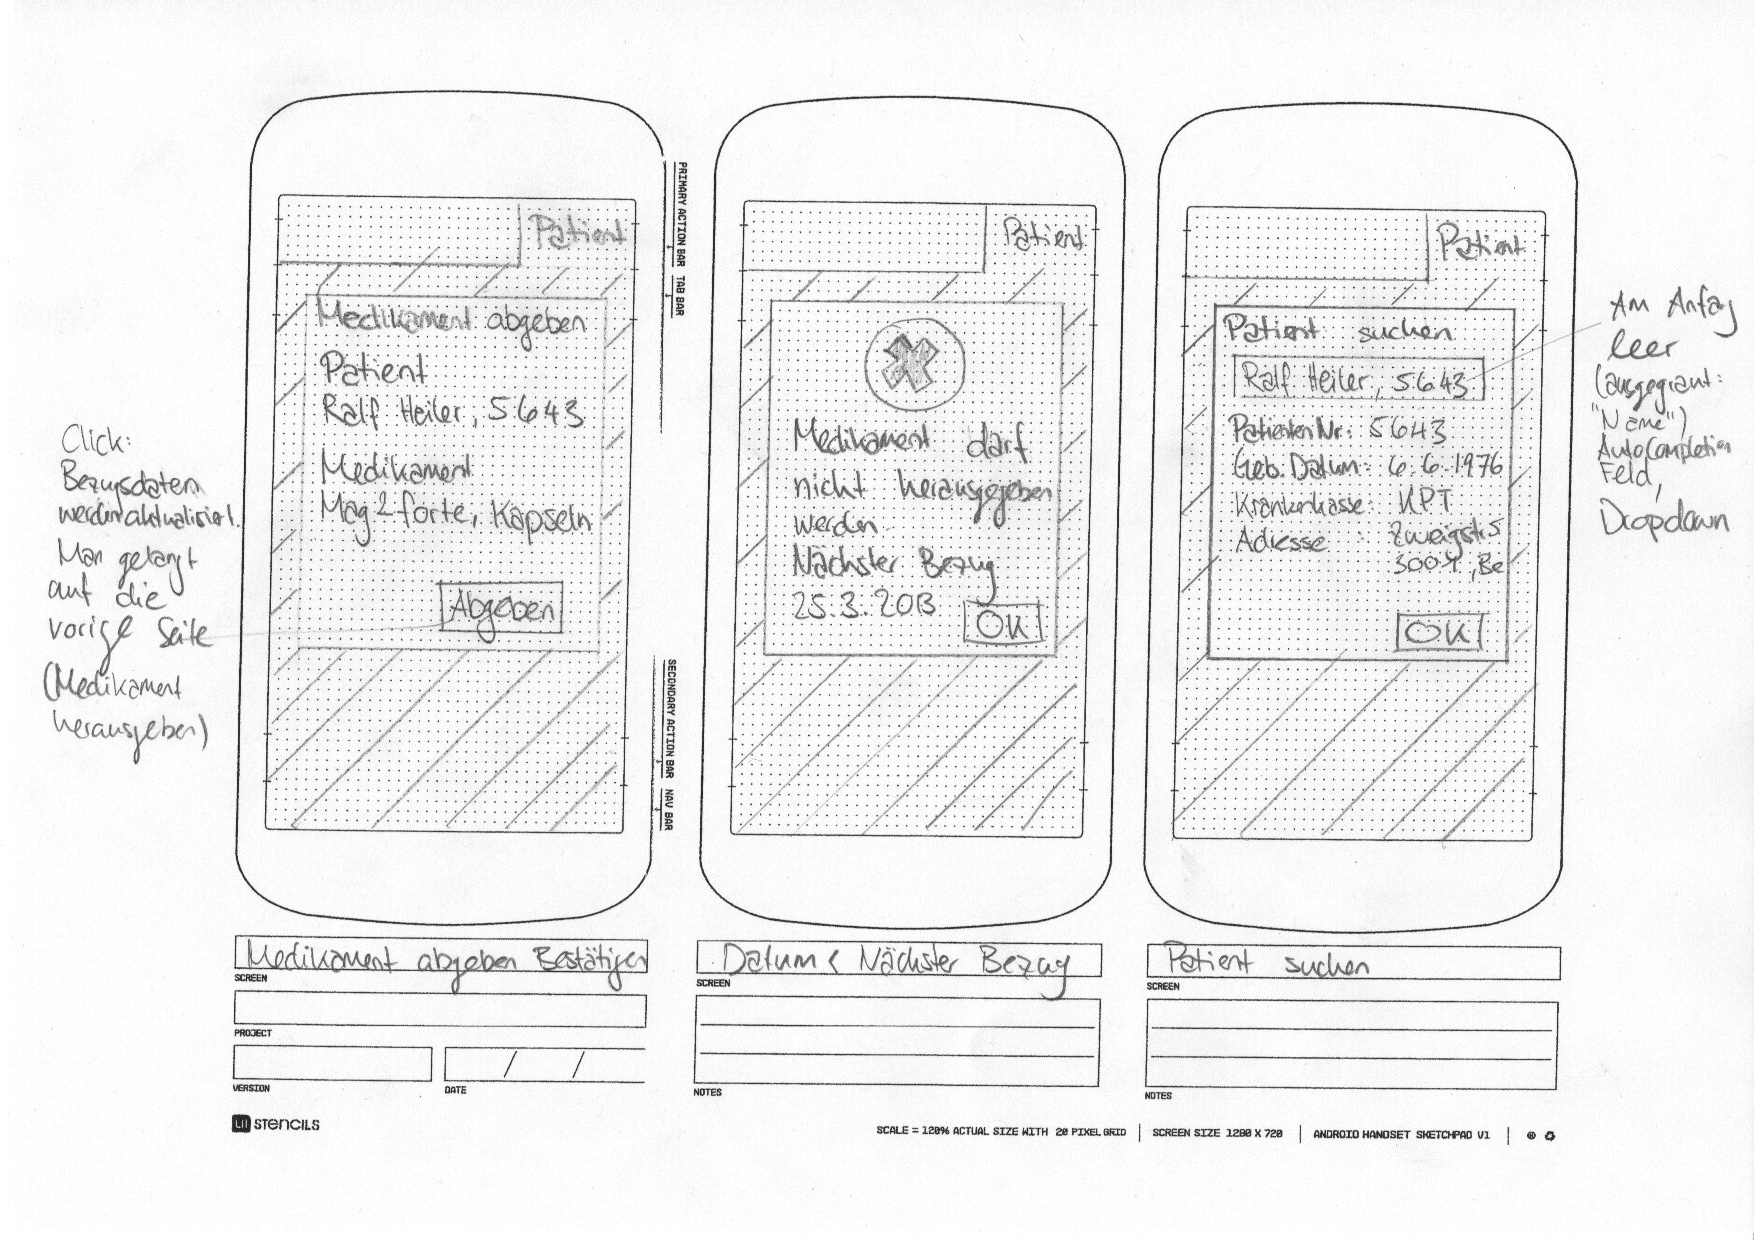 Patient
Medikament abgeben
Patient
Ralf Heiler, 5643
Medikament
Mag 2 forte, Kapseln
Abgeben
Click:
Bezugsdaten
werden aktualisiert.
Man gelangt
auf die
vorige Seite
(Medikament
herausgeben)
PRIMARY ACTION BAR
TAB BAR
SECONDARY ACTION BAR
NAV BAR
Patient
Medikament darf
nicht herausgegeben
werden.
Nächster Bezug
25.3.2013
OK
Patient
Patient suchen
Ralf Heiler, 5643
Patienten Nr.: 5643
Geb. Datum: 6.6.1976
Krankenkasse: KPT
Adresse : Zweigstr 5
3007, Be
OK
Am Anfag
leer
(ausgegraut:
"Name")
AutoCompletion
Feld,
Dropdown
Medikament abgeben Bestätigen
SCREEN
PROJECT
/ /
VERSION
DATE
Datum < Nächster Bezug
SCREEN
NOTES
Patient suchen
SCREEN
NOTES
UI STENCILS
SCALE = 120% ACTUAL SIZE WITH 20 PIXEL GRID | SCREEN SIZE 1280 X 720 | ANDROID HANDSET SKETCHPAD V1 |